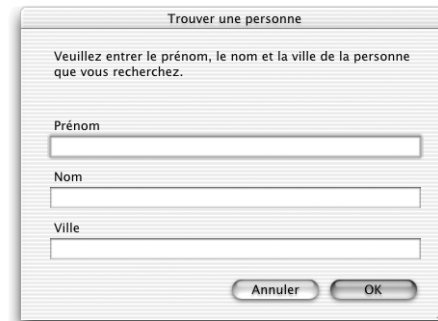 Trouver une personne
Veuillez entrer le prénom, le nom et la ville de la personne
que vous recherchez.
Prénom
Nom
Ville
Annuler OK